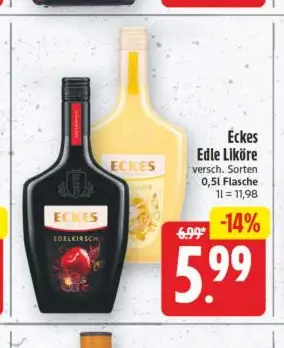 Eckes
Edle Liköre
versch. Sorten
0,5l Flasche
1l = 11,98
-14%
6.99*
5.99
ECKES
ECKES
EDELKIRSCH